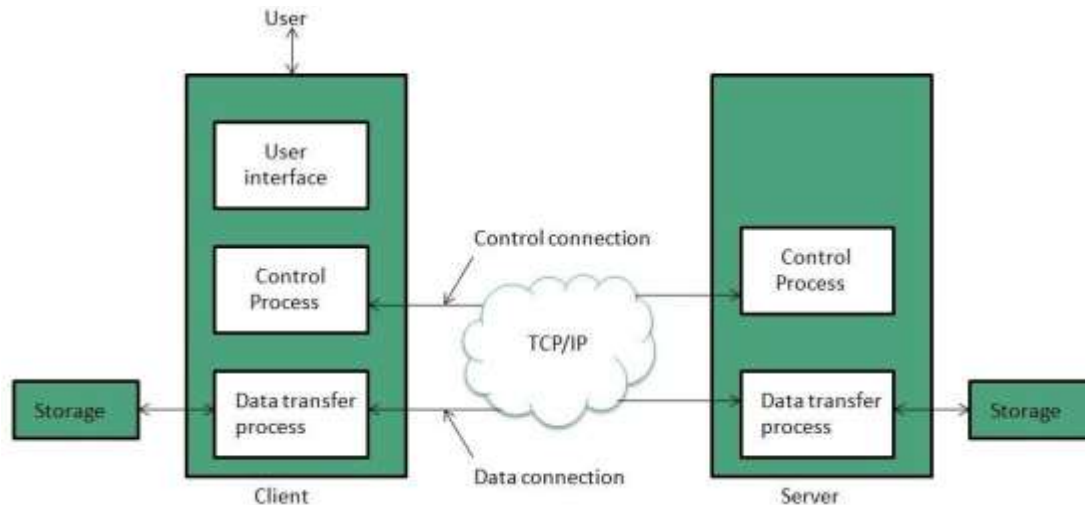 User
User
interface
Control connection
Control
Process
Control
Process
TCP/IP
Storage
Data transfer
process
Data transfer
process
Storage
Data connection
Client
Server